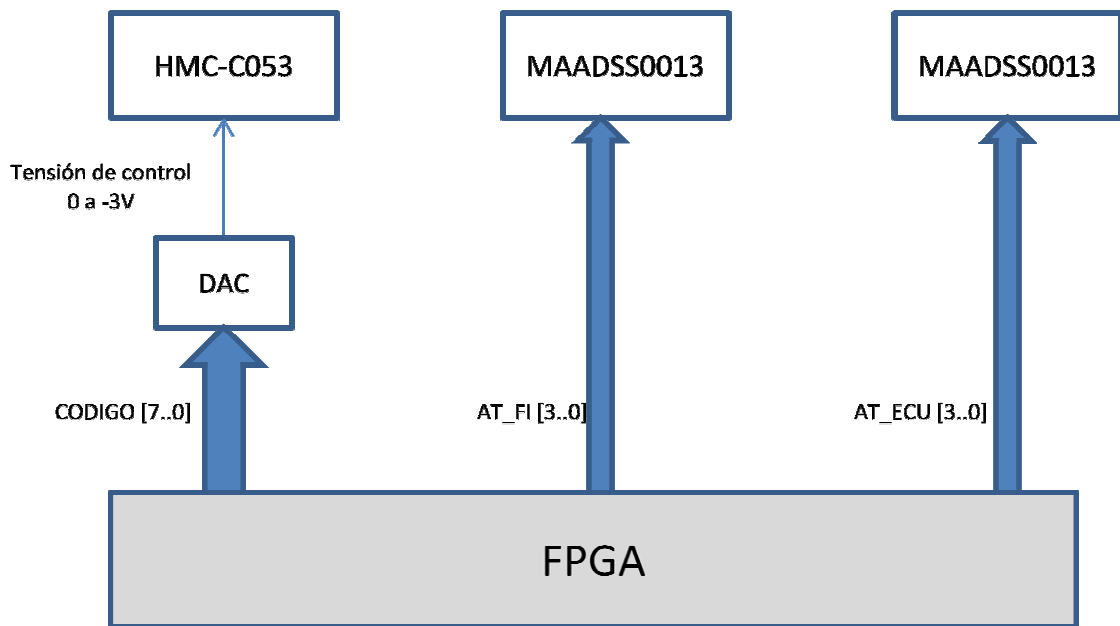 HMC-C053
MAADSS0013
MAADSS0013
Tensión de control
0 a -3V
DAC
CODIGO [7..0]
AT_FI [3..0]
AT_ECU [3..0]
FPGA